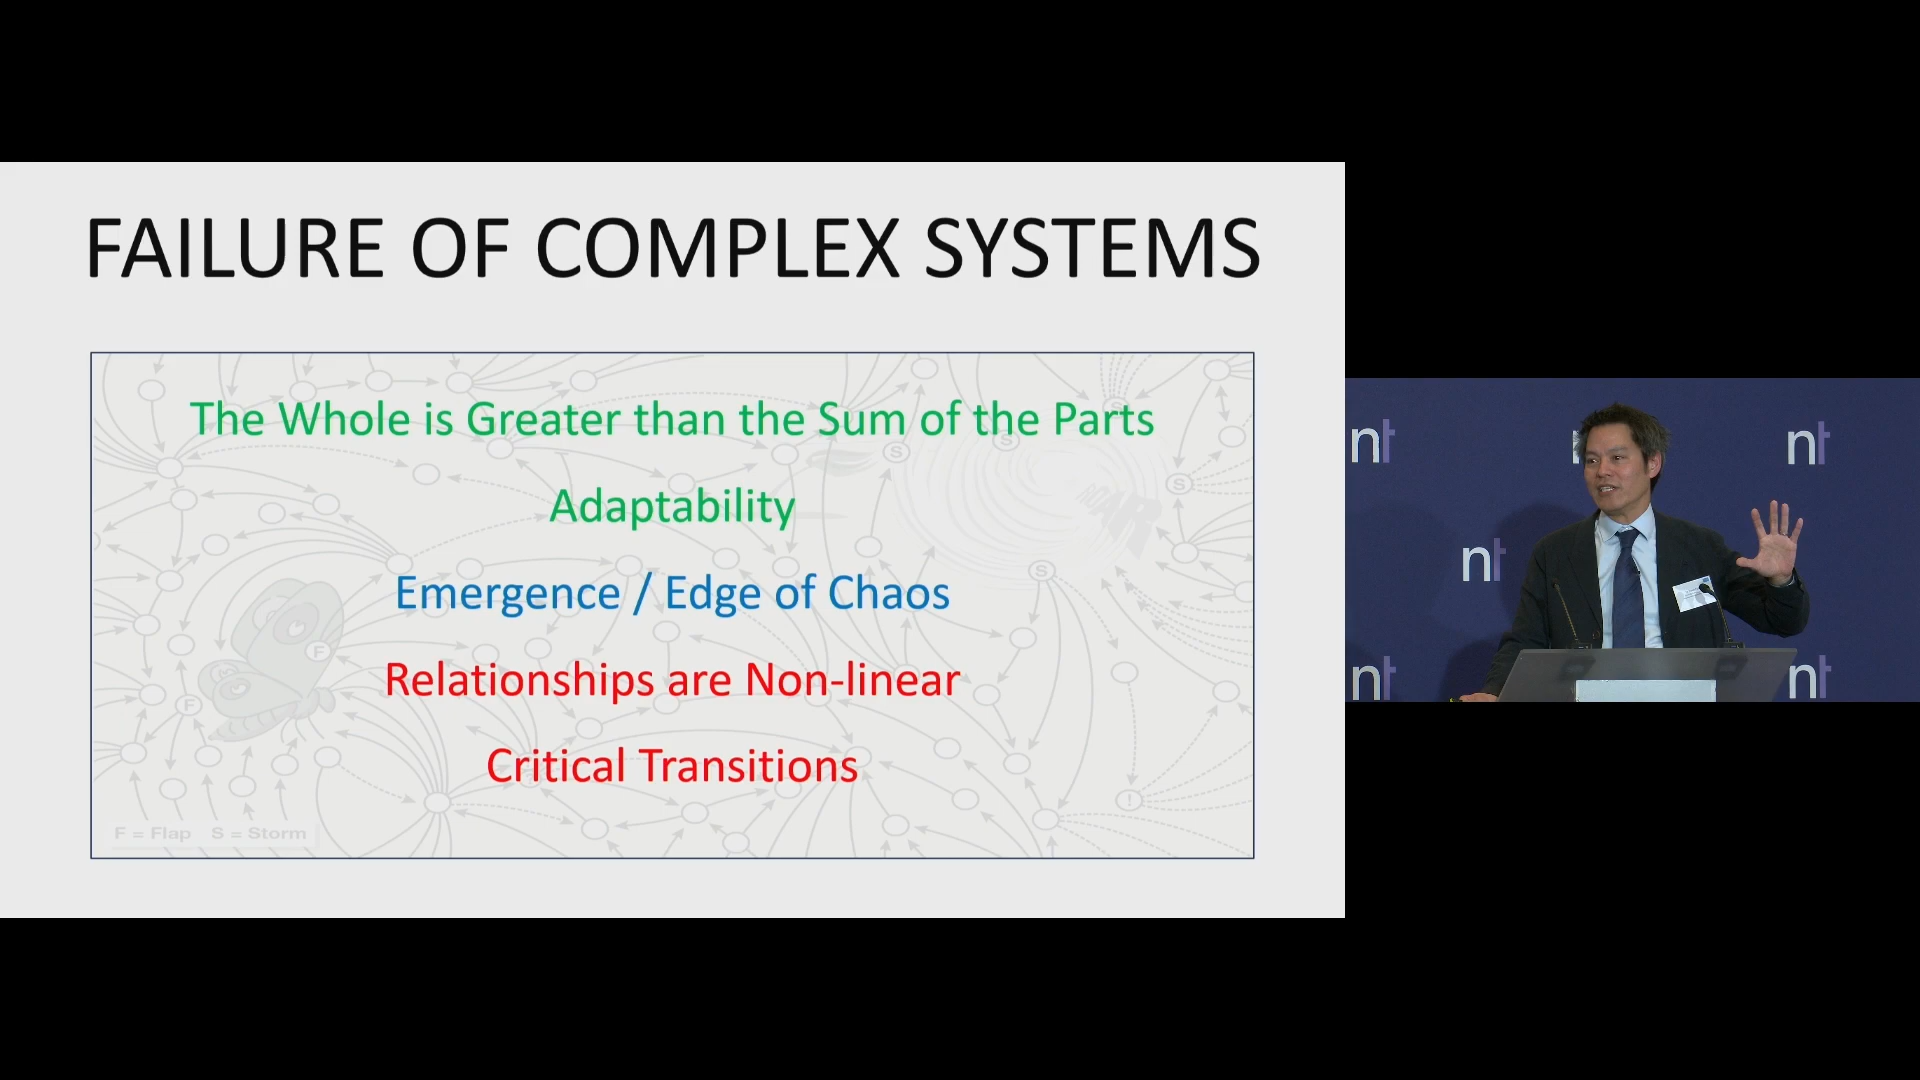 FAILURE OF COMPLEX SYSTEMS
The Whole is Greater than the Sum of the Parts
Adaptability
Emergence / Edge of Chaos
Relationships are Non-linear
Critical Transitions
F = Flap S = Storm
S
S
S
S
F
F
!
nt
nt
nt
nt
nt